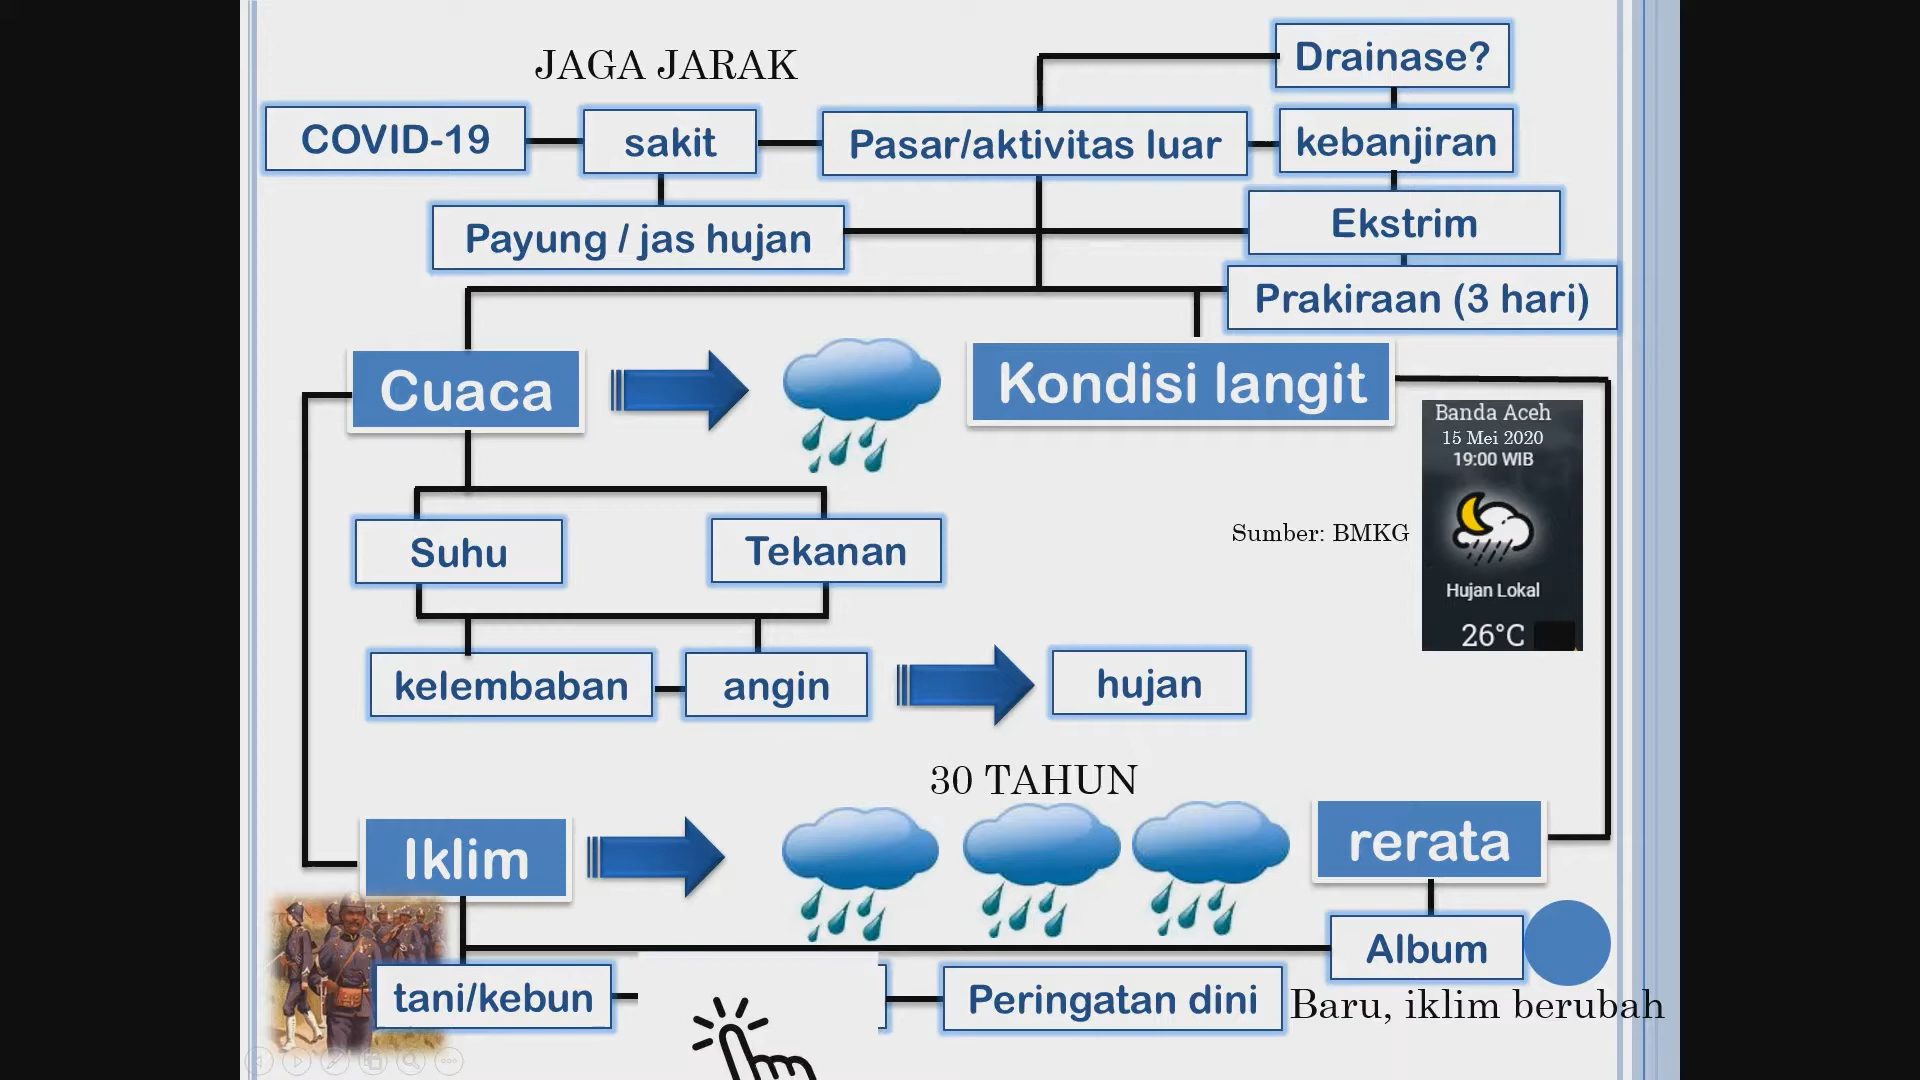 JAGA JARAK
Drainase?
COVID-19
sakit
Pasar/aktivitas luar
kebanjiran
Payung / jas hujan
Ekstrim
Prakiraan (3 hari)
Cuaca
Kondisi langit
Banda Aceh
15 Mei 2020
19:00 WIB
Sumber: BMKG
Hujan Lokal
26°C
Suhu
Tekanan
kelembaban
angin
hujan
30 TAHUN
Iklim
rerata
Album
tani/kebun
Peringatan dini
Baru, iklim berubah